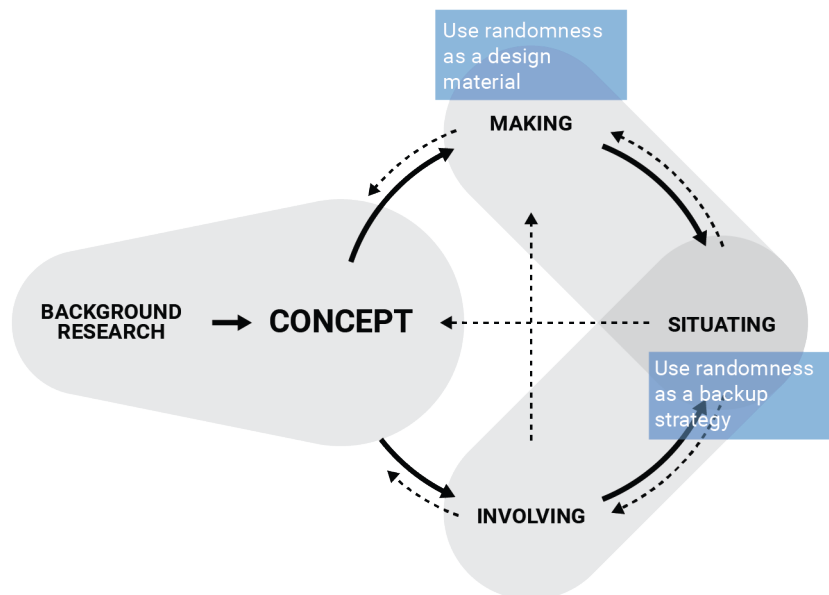 Use randomness
as a design
material
MAKING
BACKGROUND
RESEARCH
CONCEPT
SITUATING
Use randomness
as a backup
strategy
INVOLVING